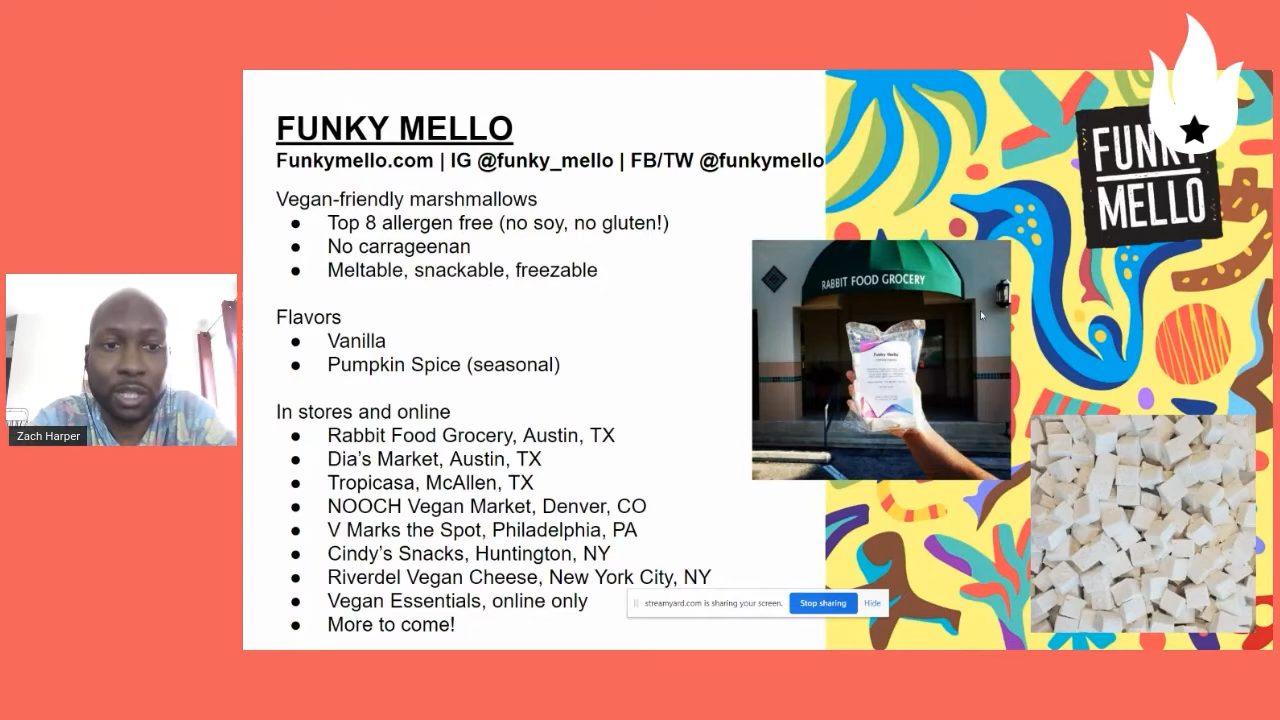 FUNKY MELLO
Funkymello.com | IG @funky_mello | FB/TW @funkymello
Vegan-friendly marshmallows
● Top 8 allergen free (no soy, no gluten!)
● No carrageenan
● Meltable, snackable, freezable
Flavors
● Vanilla
● Pumpkin Spice (seasonal)
In stores and online
● Rabbit Food Grocery, Austin, TX
● Dia's Market, Austin, TX
● Tropicasa, McAllen, TX
● NOOCH Vegan Market, Denver, CO
● V Marks the Spot, Philadelphia, PA
● Cindy's Snacks, Huntington, NY
● Riverdel Vegan Cheese, New York City, NY
● Vegan Essentials, online only
● More to come!
FUNKY
MELLO
RABBIT FOOD GROCERY
Funky Mello
Zach Harper
streamyard.com is sharing your screen. Stop sharing Hide